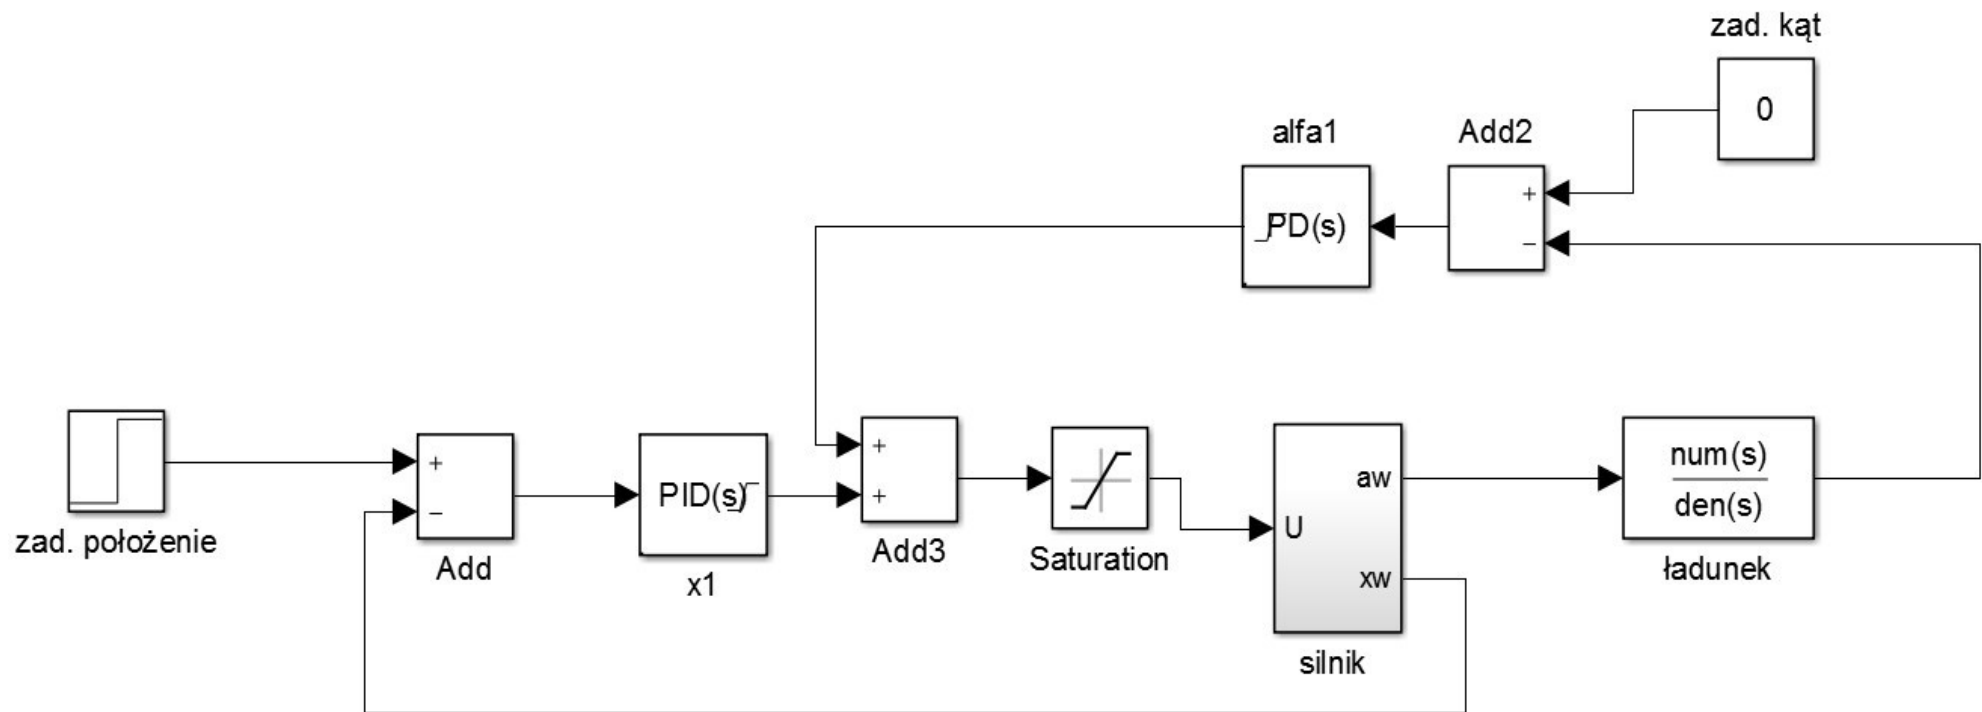 zad. kąt
0
alfa1
Add2
PD(s)
+
−
zad. położenie
+
−
Add
PID(s)
x1
+
+
Add3
Saturation
U
aw
xw
silnik
num(s)
den(s)
ładunek